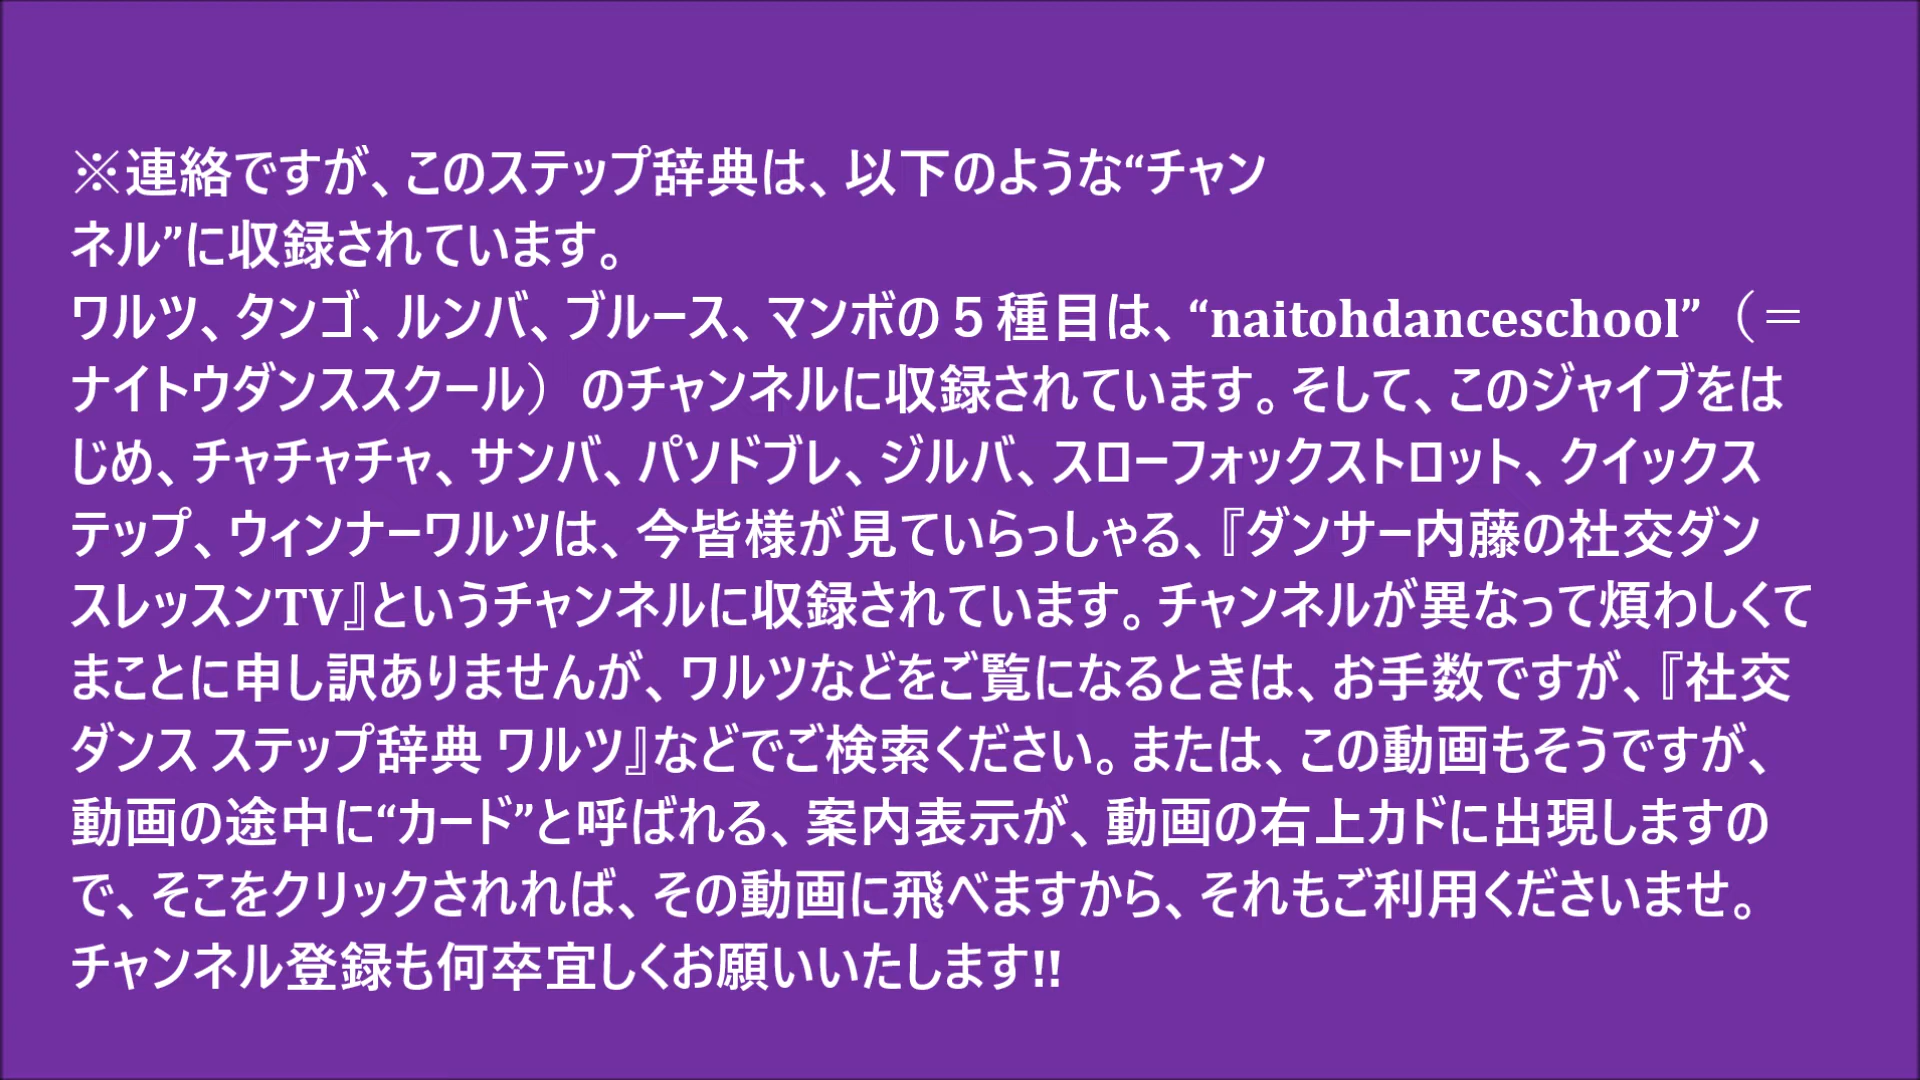 ※連絡ですが、このステップ辞典は、以下のような“チャン
ネル”に収録されています。
ワルツ、タンゴ、ルンバ、ブルース、マンボの５種目は、“naitohdanceschool”（＝
ナイトウダンススクール）のチャンネルに収録されています。そして、このジャイブをは
じめ、チャチャチャ、サンバ、パソドブレ、ジルバ、スローフォックストロット、クイックス
テップ、ウィンナーワルツは、今皆様が見ていらっしゃる、『ダンサー内藤の社交ダン
スレッスンTV』というチャンネルに収録されています。チャンネルが異なって煩わしくて
まことに申し訳ありませんが、ワルツなどをご覧になるときは、お手数ですが、『社交
ダンス ステップ辞典 ワルツ』などでご検索ください。または、この動画もそうですが、
動画の途中に“カード”と呼ばれる、案内表示が、動画の右上カドに出現しますの
で、そこをクリックされれば、その動画に飛べますから、それもご利用くださいませ。
チャンネル登録も何卒宜しくお願いいたします!!